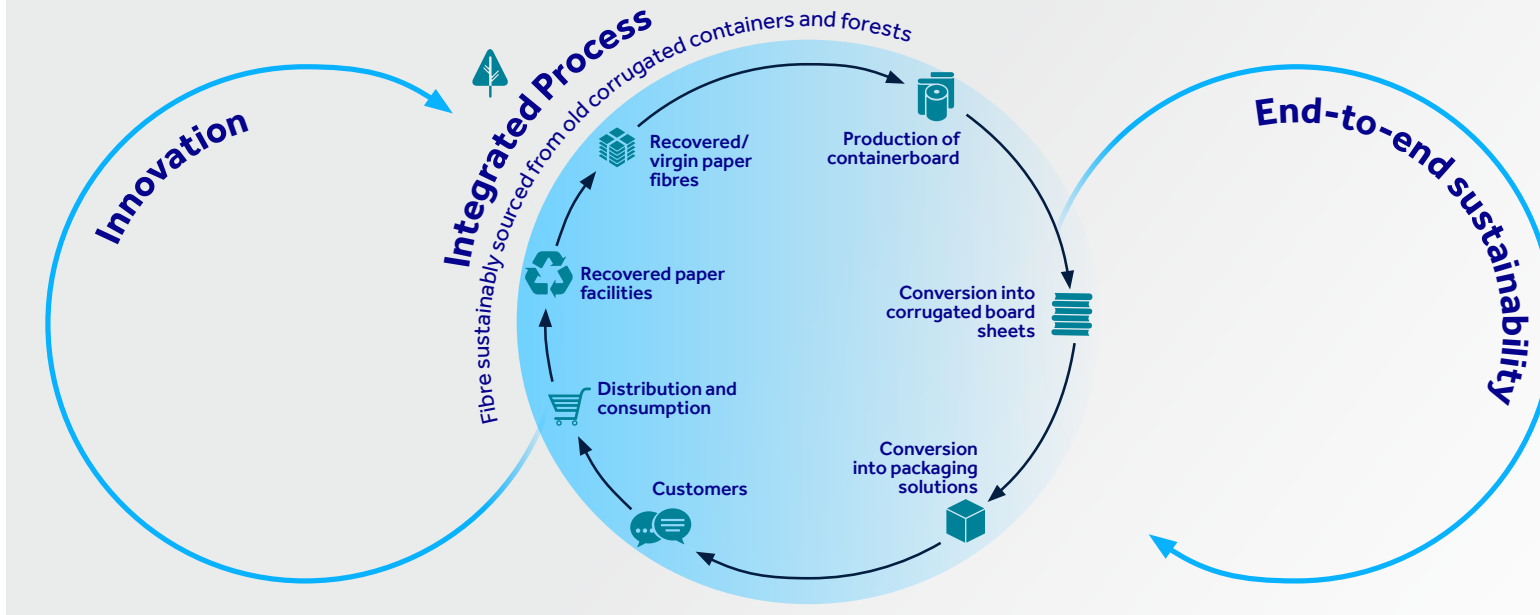 Innovation
Integrated Process
Fibre sustainably sourced from old corrugated containers and forests
End-to-end sustainability
Recovered/
virgin paper
fibres
Production of
containerboard
Recovered paper
facilities
Conversion into
corrugated board
sheets
Distribution and
consumption
Conversion
into packaging
solutions
Customers